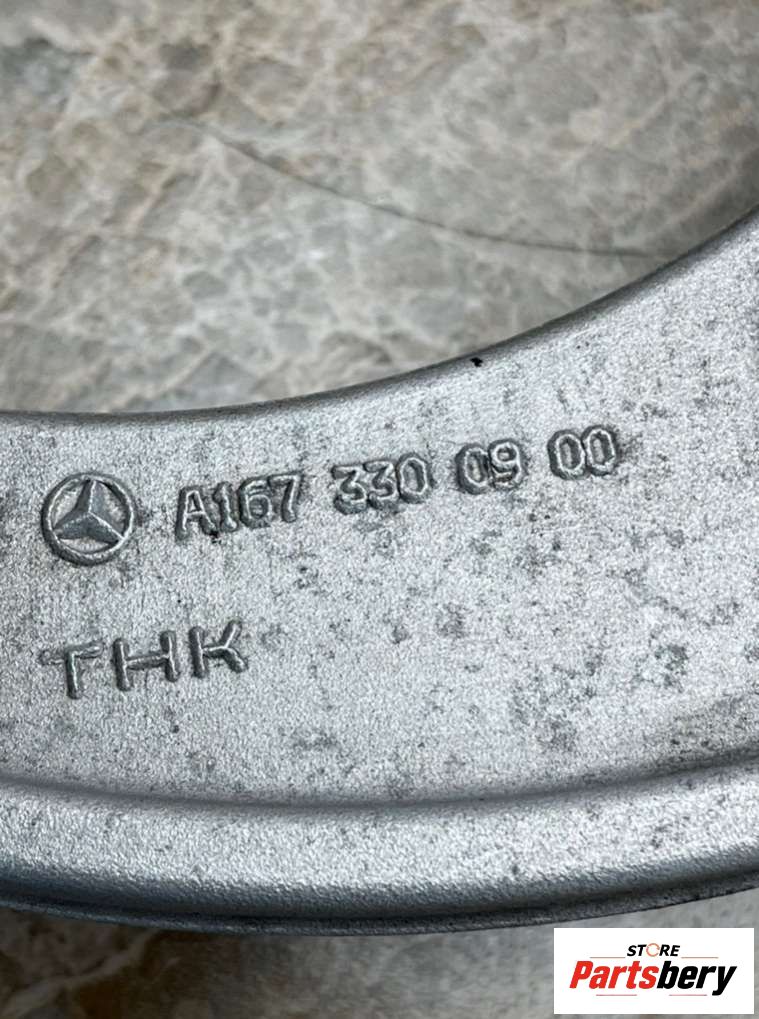 A167 330 09 00
THK
STORE
Partsbery